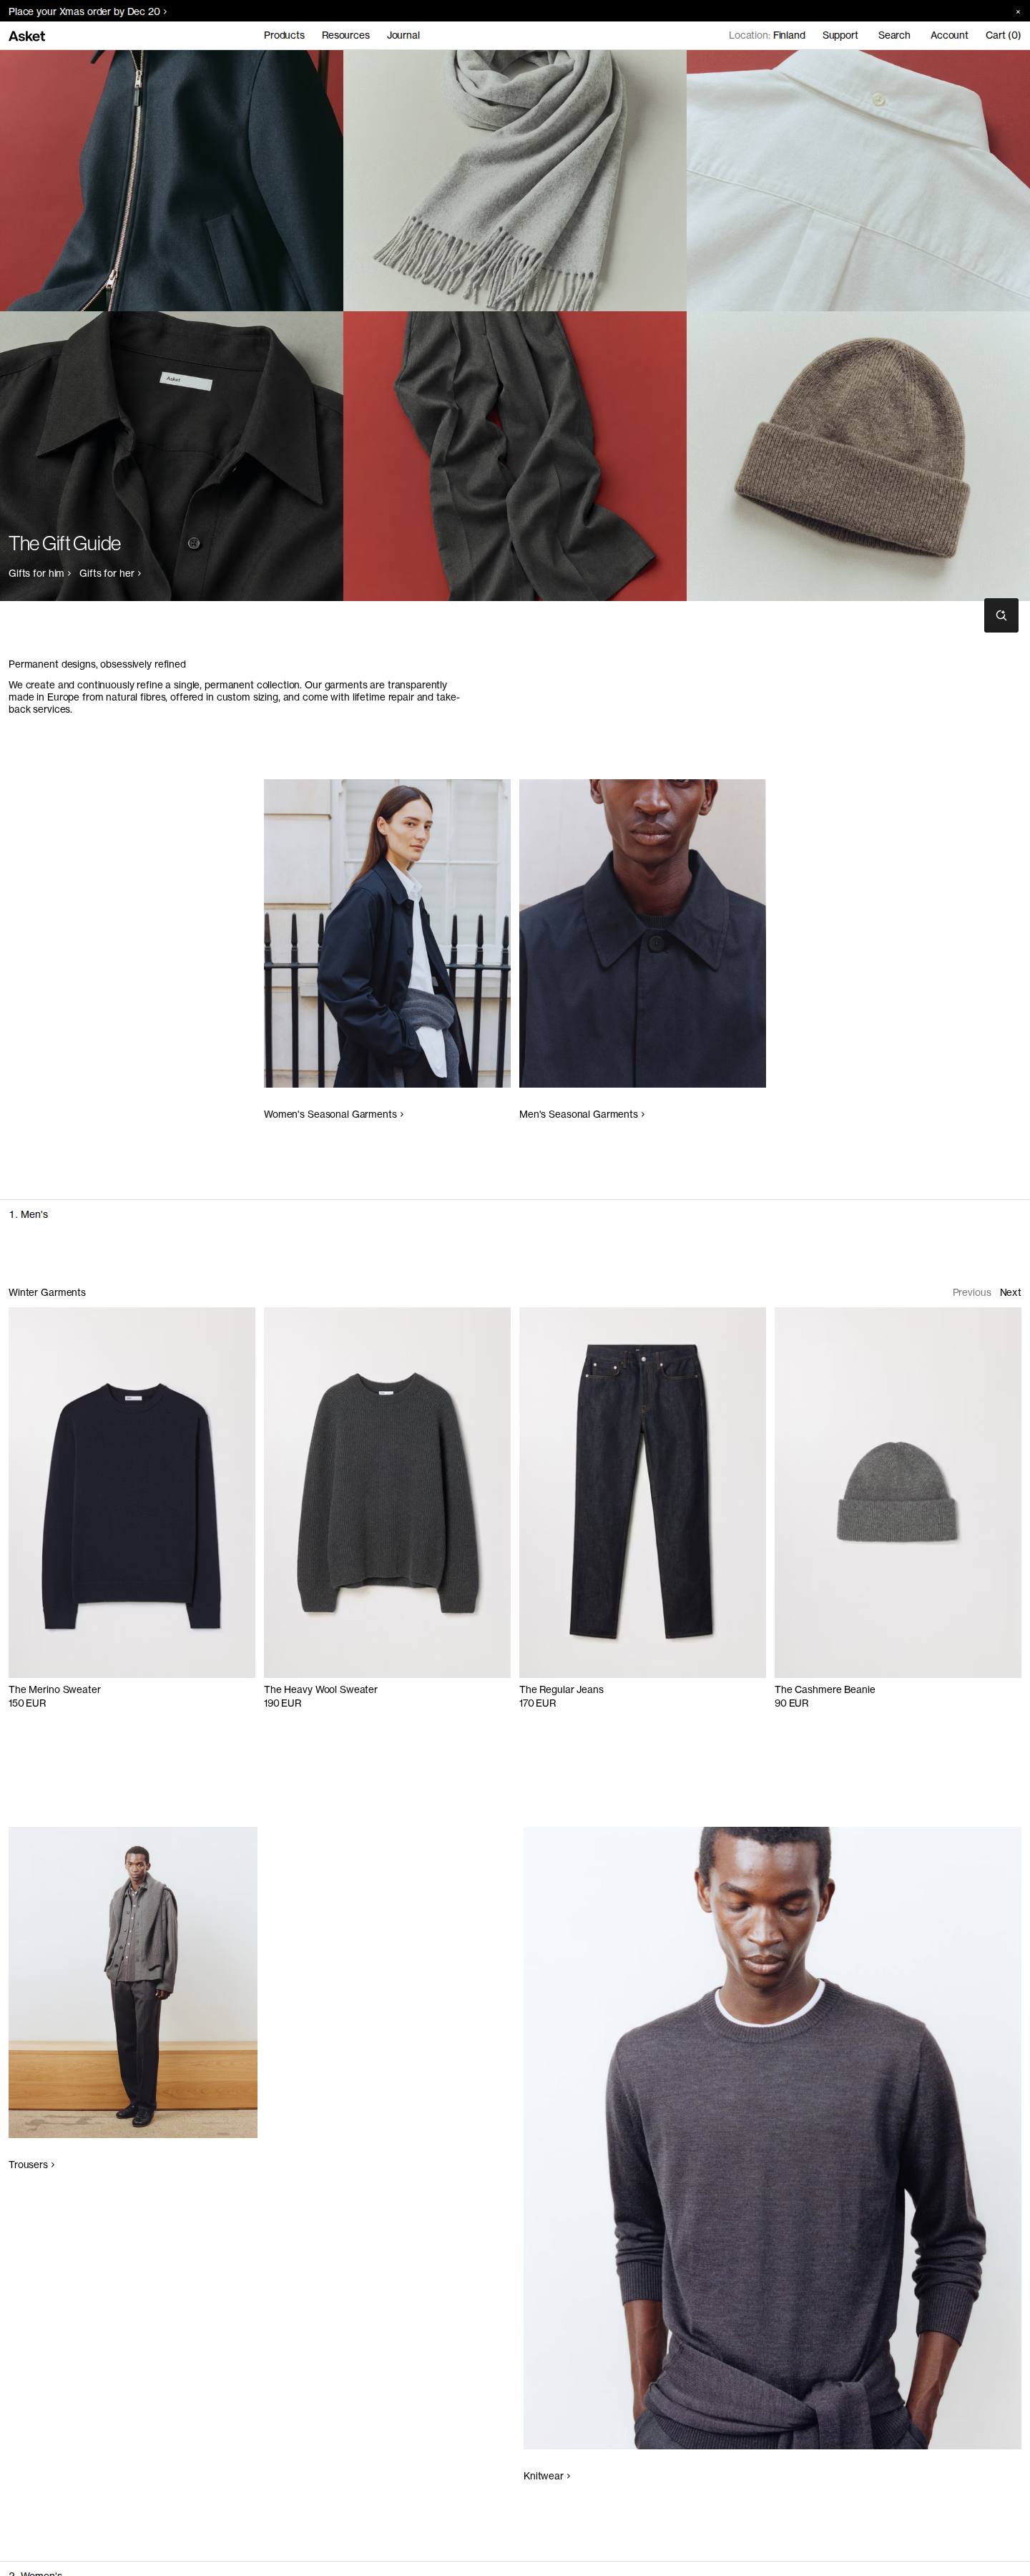 Place your Xmas order by Dec 20 ›
×
Asket
Products Resources Journal
Location: Finland Support Search Account Cart (0)
Asket
The Gift Guide
Gifts for him › Gifts for her ›
Permanent designs, obsessively refined
We create and continuously refine a single, permanent collection. Our garments are transparently
made in Europe from natural fibres, offered in custom sizing, and come with lifetime repair and take-
back services.
Women's Seasonal Garments ›
Men's Seasonal Garments ›
1. Men's
Winter Garments
Previous Next
The Merino Sweater
150 EUR
The Heavy Wool Sweater
190 EUR
The Regular Jeans
170 EUR
The Cashmere Beanie
90 EUR
Trousers ›
Knitwear ›
2. Women's